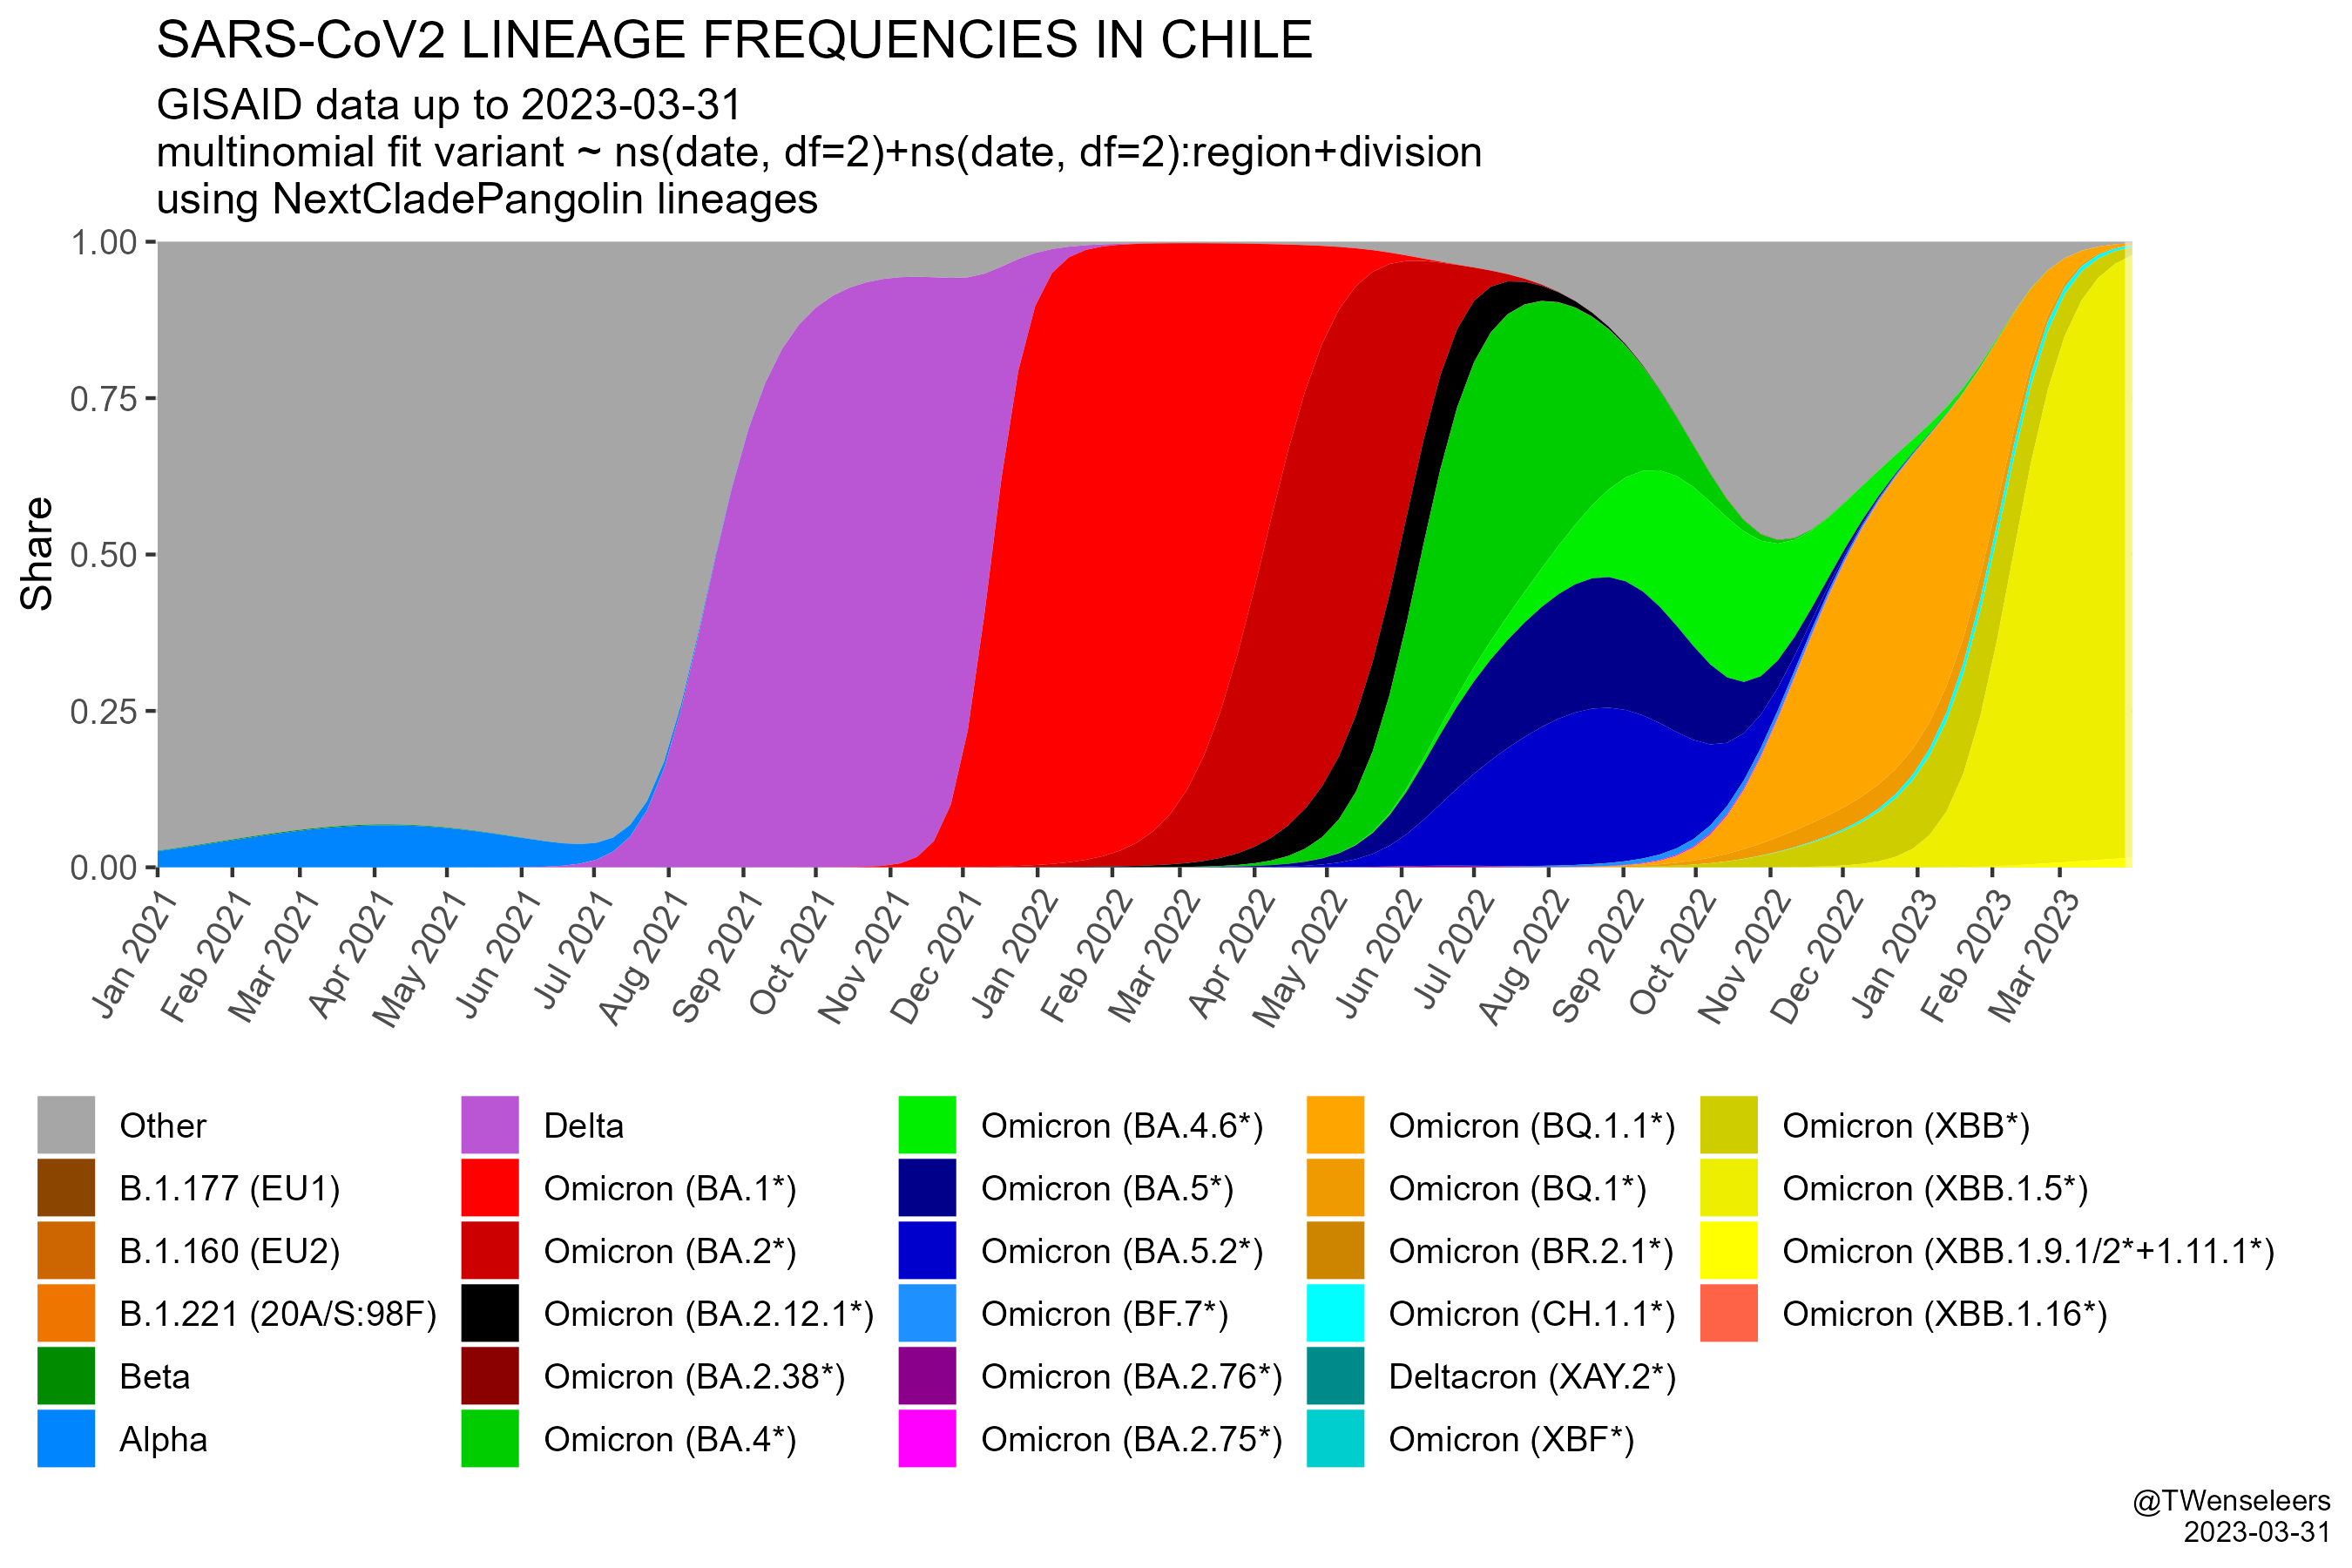 SARS-CoV2 LINEAGE FREQUENCIES IN CHILE
GISAID data up to 2023-03-31
multinomial fit variant ~ ns(date, df=2)+ns(date, df=2):region+division
using NextCladePangolin lineages
Share
1.00
0.75
0.50
0.25
0.00
Jan 2021
Feb 2021
Mar 2021
Apr 2021
May 2021
Jun 2021
Jul 2021
Aug 2021
Sep 2021
Oct 2021
Nov 2021
Dec 2021
Jan 2022
Feb 2022
Mar 2022
Apr 2022
May 2022
Jun 2022
Jul 2022
Aug 2022
Sep 2022
Oct 2022
Nov 2022
Dec 2022
Jan 2023
Feb 2023
Mar 2023
Other
B.1.177 (EU1)
B.1.160 (EU2)
B.1.221 (20A/S:98F)
Beta
Alpha
Delta
Omicron (BA.1*)
Omicron (BA.2*)
Omicron (BA.2.12.1*)
Omicron (BA.2.38*)
Omicron (BA.4*)
Omicron (BA.4.6*)
Omicron (BA.5*)
Omicron (BA.5.2*)
Omicron (BF.7*)
Omicron (BA.2.76*)
Omicron (BA.2.75*)
Omicron (BQ.1.1*)
Omicron (BQ.1*)
Omicron (BR.2.1*)
Omicron (CH.1.1*)
Deltacron (XAY.2*)
Omicron (XBF*)
Omicron (XBB*)
Omicron (XBB.1.5*)
Omicron (XBB.1.9.1/2*+1.11.1*)
Omicron (XBB.1.16*)
@TWenseleers
2023-03-31